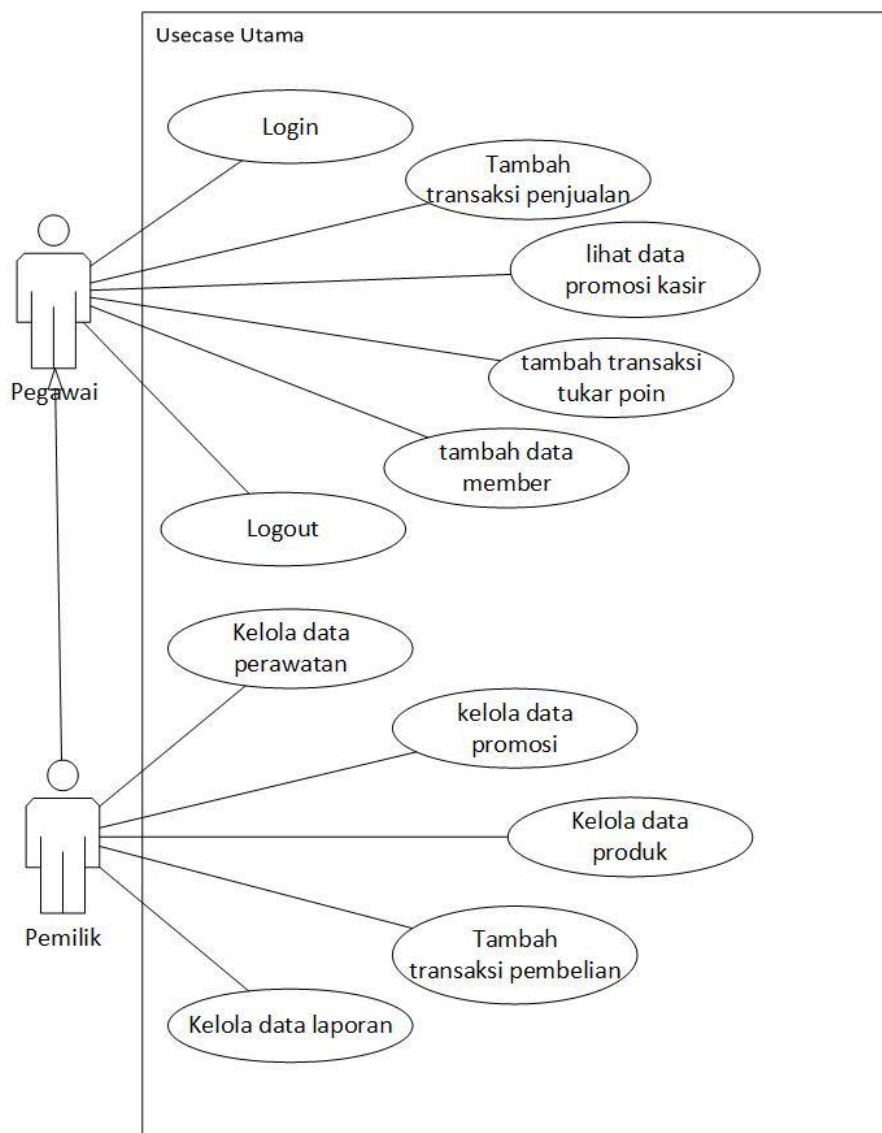 Usecase Utama
Login
Tambah
transaksi penjualan
lihat data
promosi kasir
tambah transaksi
tukar poin
Pegawai
tambah data
member
Logout
Kelola data
perawatan
kelola data
promosi
Kelola data
produk
Pemilik
Tambah
transaksi pembelian
Kelola data laporan